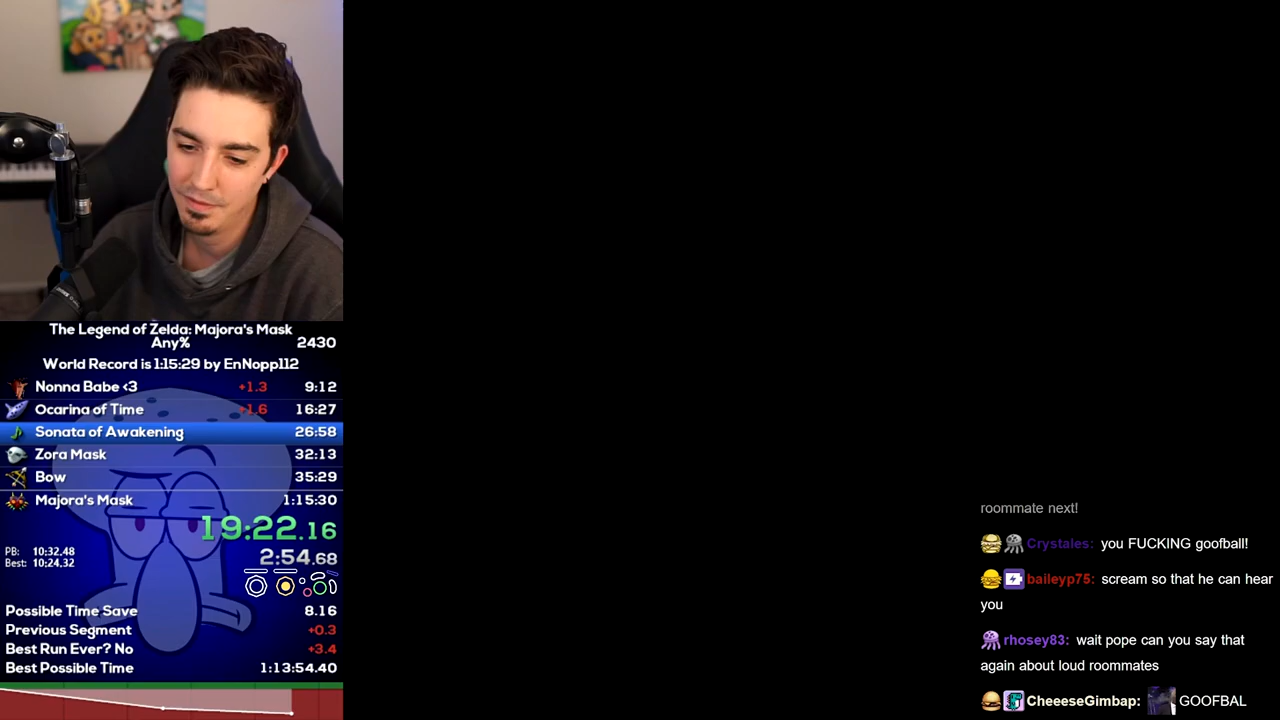 The Legend of Zelda: Majora's Mask
Any% 2430
World Record is 1:15:29 by EnNopp112
Nonna Babe <3 +1.3 9:12
Ocarina of Time +1.6 16:27
Sonata of Awakening 26:58
Zora Mask 32:13
Bow 35:29
Majora's Mask 1:15:30
19:22.16
PB: 10:32.48
Best: 10:24.32
2:54.68
Possible Time Save 8.16
Previous Segment +0.3
Best Run Ever? No +3.4
Best Possible Time 1:13:54.40
roommate next!
Crystales: you FUCKING goofball!
baileyp75: scream so that he can hear
you
rhosey83: wait pope can you say that
again about loud roommates
CheeeseGimbap: GOOFBAL